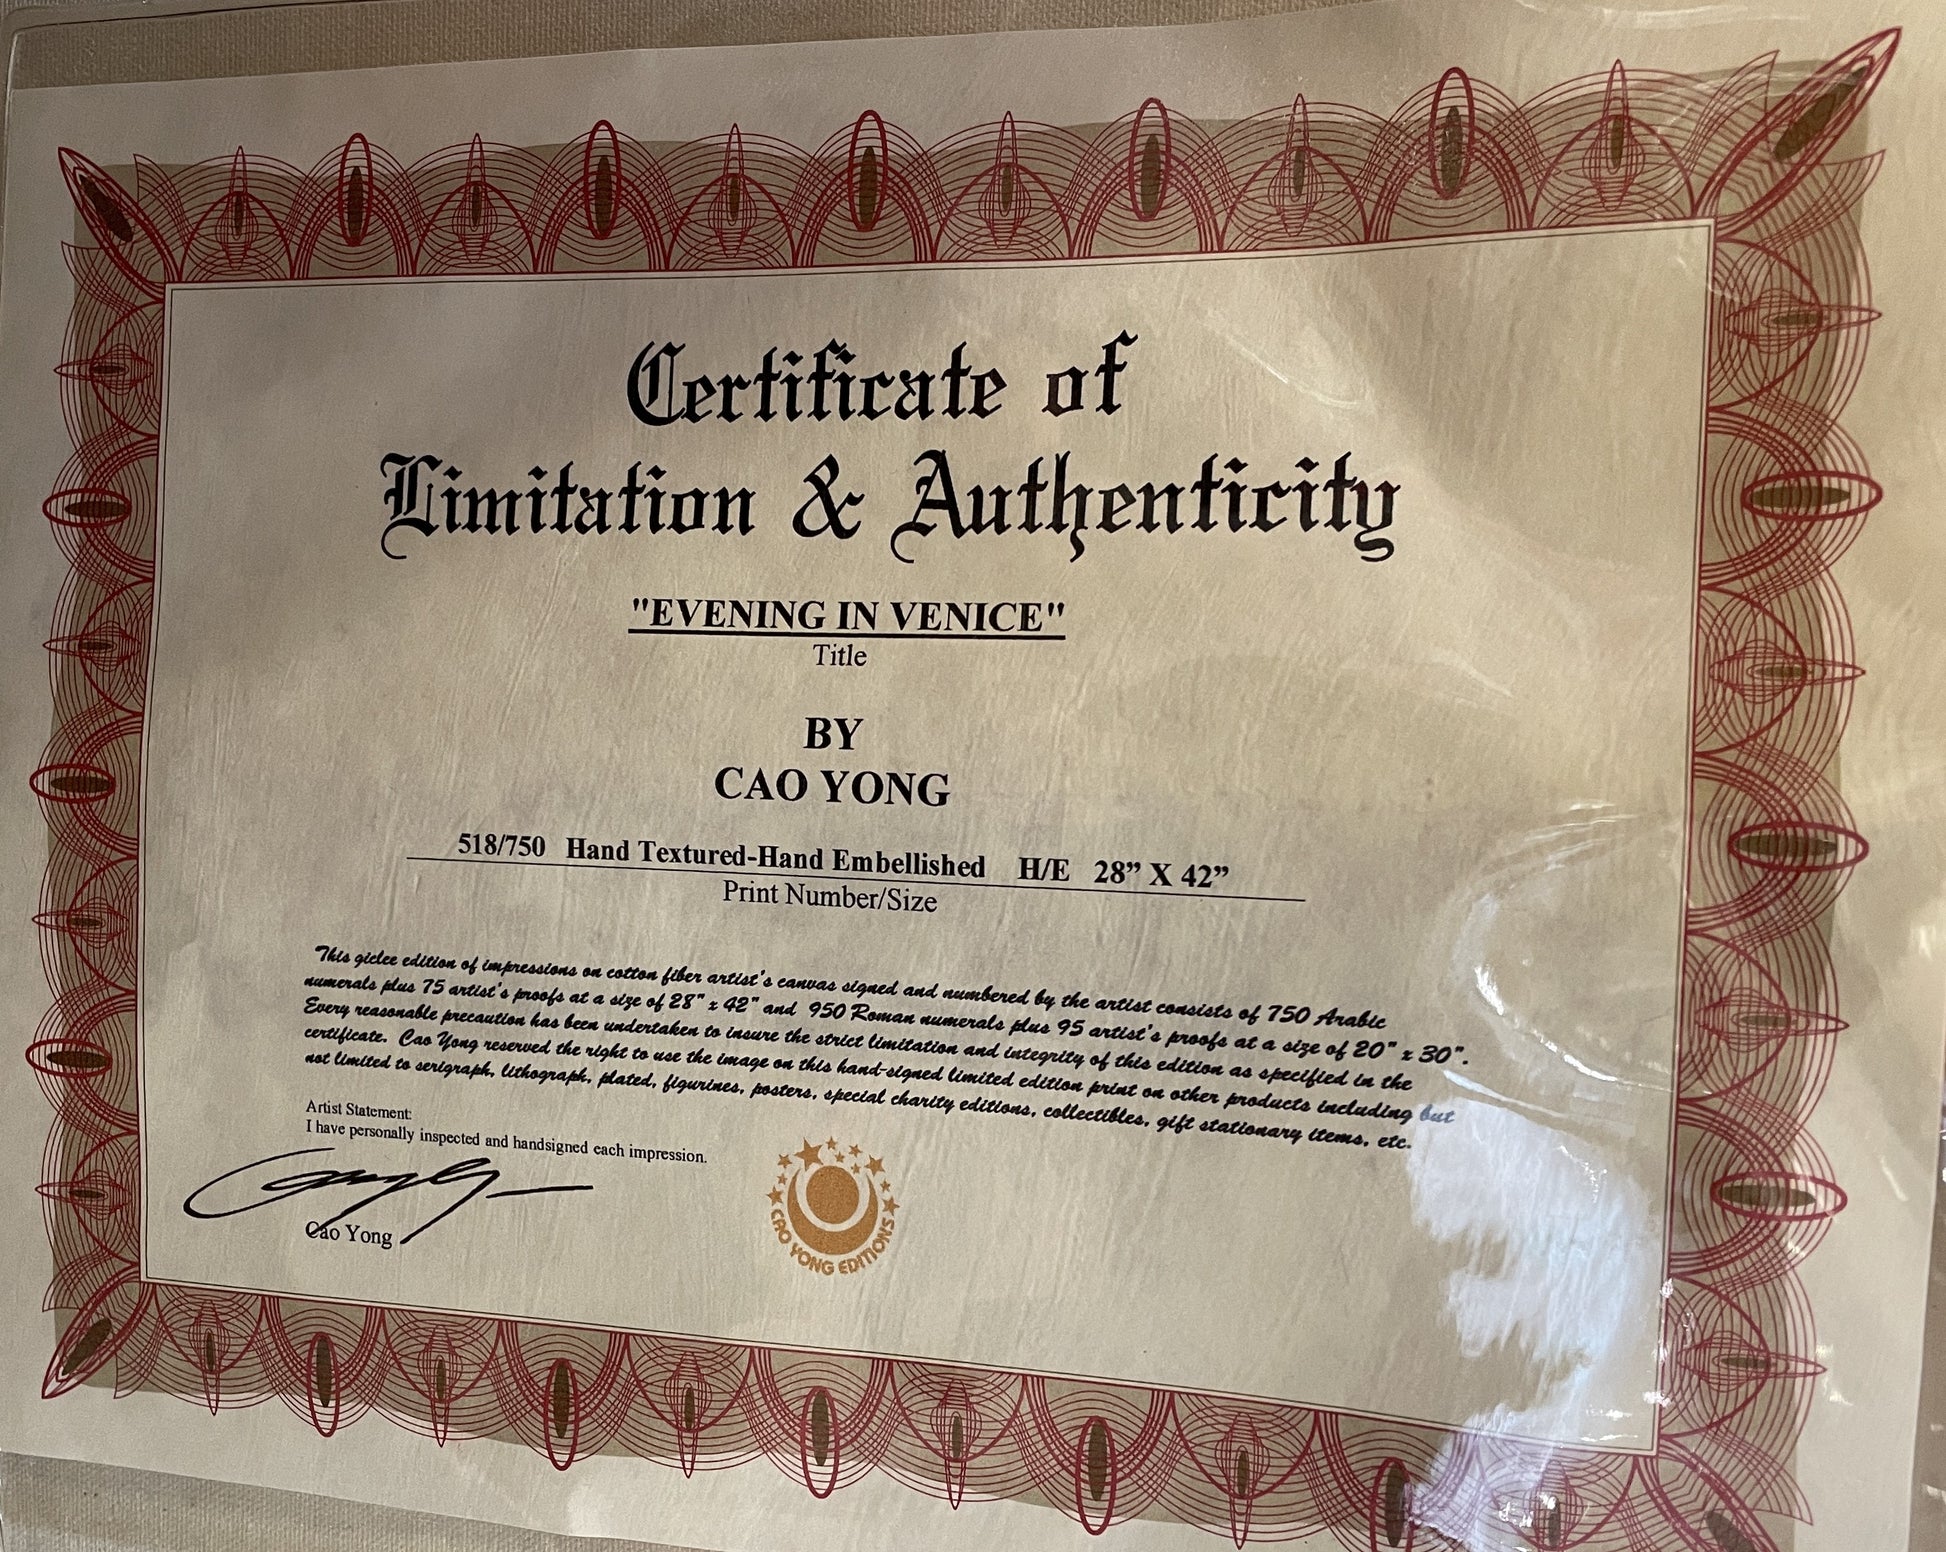 Certificate of
Limitation & Authenticity
"EVENING IN VENICE"
Title
BY
CAO YONG
518/750 Hand Textured-Hand Embellished H/E 28” X 42”
Print Number/Size
This giclee edition of impressions on cotton fiber artist's canvas signed and numbered by the artist consists of 750 Arabic
numerals plus 75 artist's proofs at a size of 28" x 42" and 950 Roman numerals plus 95 artist's proofs at a size of 20" x 30".
Every reasonable precaution has been undertaken to insure the strict limitation and integrity of this edition as specified in the
certificate. Cao Yong reserved the right to use the image on this hand-signed limited edition print on other products including but
not limited to serigraph, lithograph, plated, figurines, posters, special charity editions, collectibles, gift stationary items, etc.
Artist Statement:
I have personally inspected and handsigned each impression.
Cao Yong
CAO YONG EDITIONS